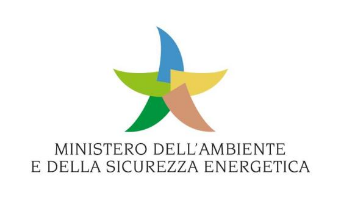 MINISTERO DELL'AMBIENTE
E DELLA SICUREZZA ENERGETICA